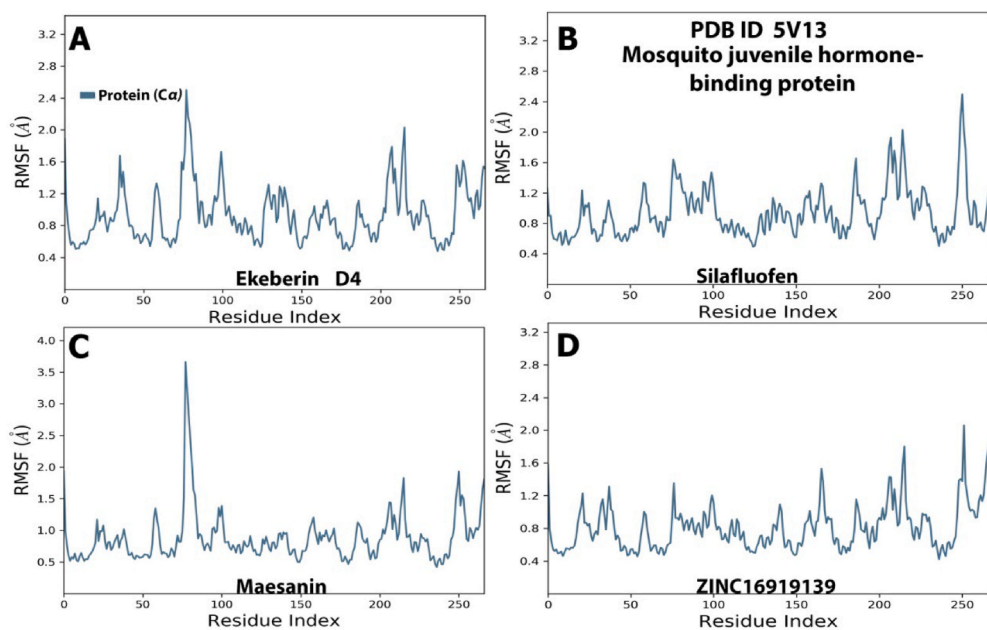 A
Protein (Cα)
RMSF (Å)
3.2
2.8
2.4
2.0
1.6
1.2
0.8
0.4
0 50 100 150 200 250
Residue Index
Ekeberin D4
B
PDB ID 5V13
Mosquito juvenile hormone-
binding protein
RMSF (Å)
3.2
2.8
2.4
2.0
1.6
1.2
0.8
0.4
0 50 100 150 200 250
Silafluofen
Residue Index
C
RMSF (Å)
4.0
3.5
3.0
2.5
2.0
1.5
1.0
0.5
Maesanin
0 50 100 150 200 250
Residue Index
D
RMSF (Å)
3.2
2.8
2.4
2.0
1.6
1.2
0.8
0.4
ZINC16919139
0 50 100 150 200 250
Residue Index